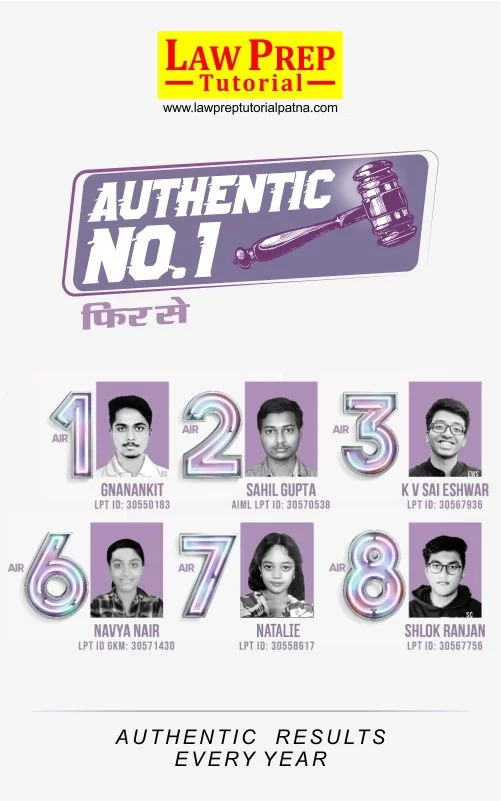 LAW PREP
Tutorial
www.lawpreptutorialpatna.com
AUTHENTIC
NO.1
फिर से
AIR 1
SC
GNANANKIT
LPT ID: 30550183
AIR 2
SAHIL GUPTA
AIML LPT ID: 30570538
AIR 3
EWS
K V SAI ESHWAR
LPT ID: 30567936
AIR 6
NAVYA NAIR
LPT ID GKM: 30571430
AIR 7
NATALIE
LPT ID: 30558617
AIR 8
SC
SHLOK RANJAN
LPT ID: 30567756
AUTHENTIC RESULTS
EVERY YEAR